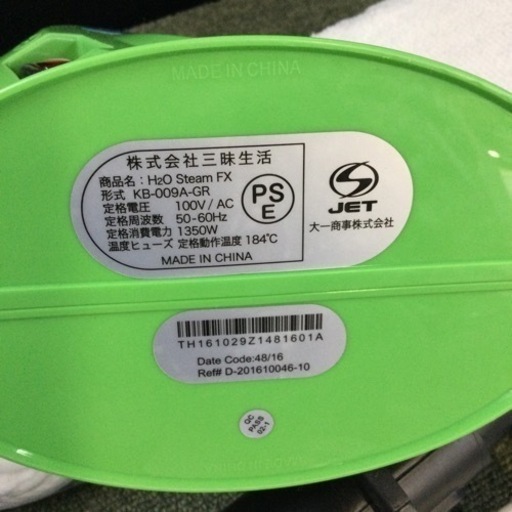 MADE IN CHINA
株式会社三昧生活
商品名：H2O Steam FX
形式 KB-009A-GR
定格電圧 100V/AC
定格周波数 50-60Hz
定格消費電力 1350W
温度ヒューズ 定格動作温度 184℃
MADE IN CHINA
PS
E
S
JET
大一商事株式会社
TH161029Z1481601A
Date Code:48/16
Ref# D-201610046-10
QC
PASS
02-1